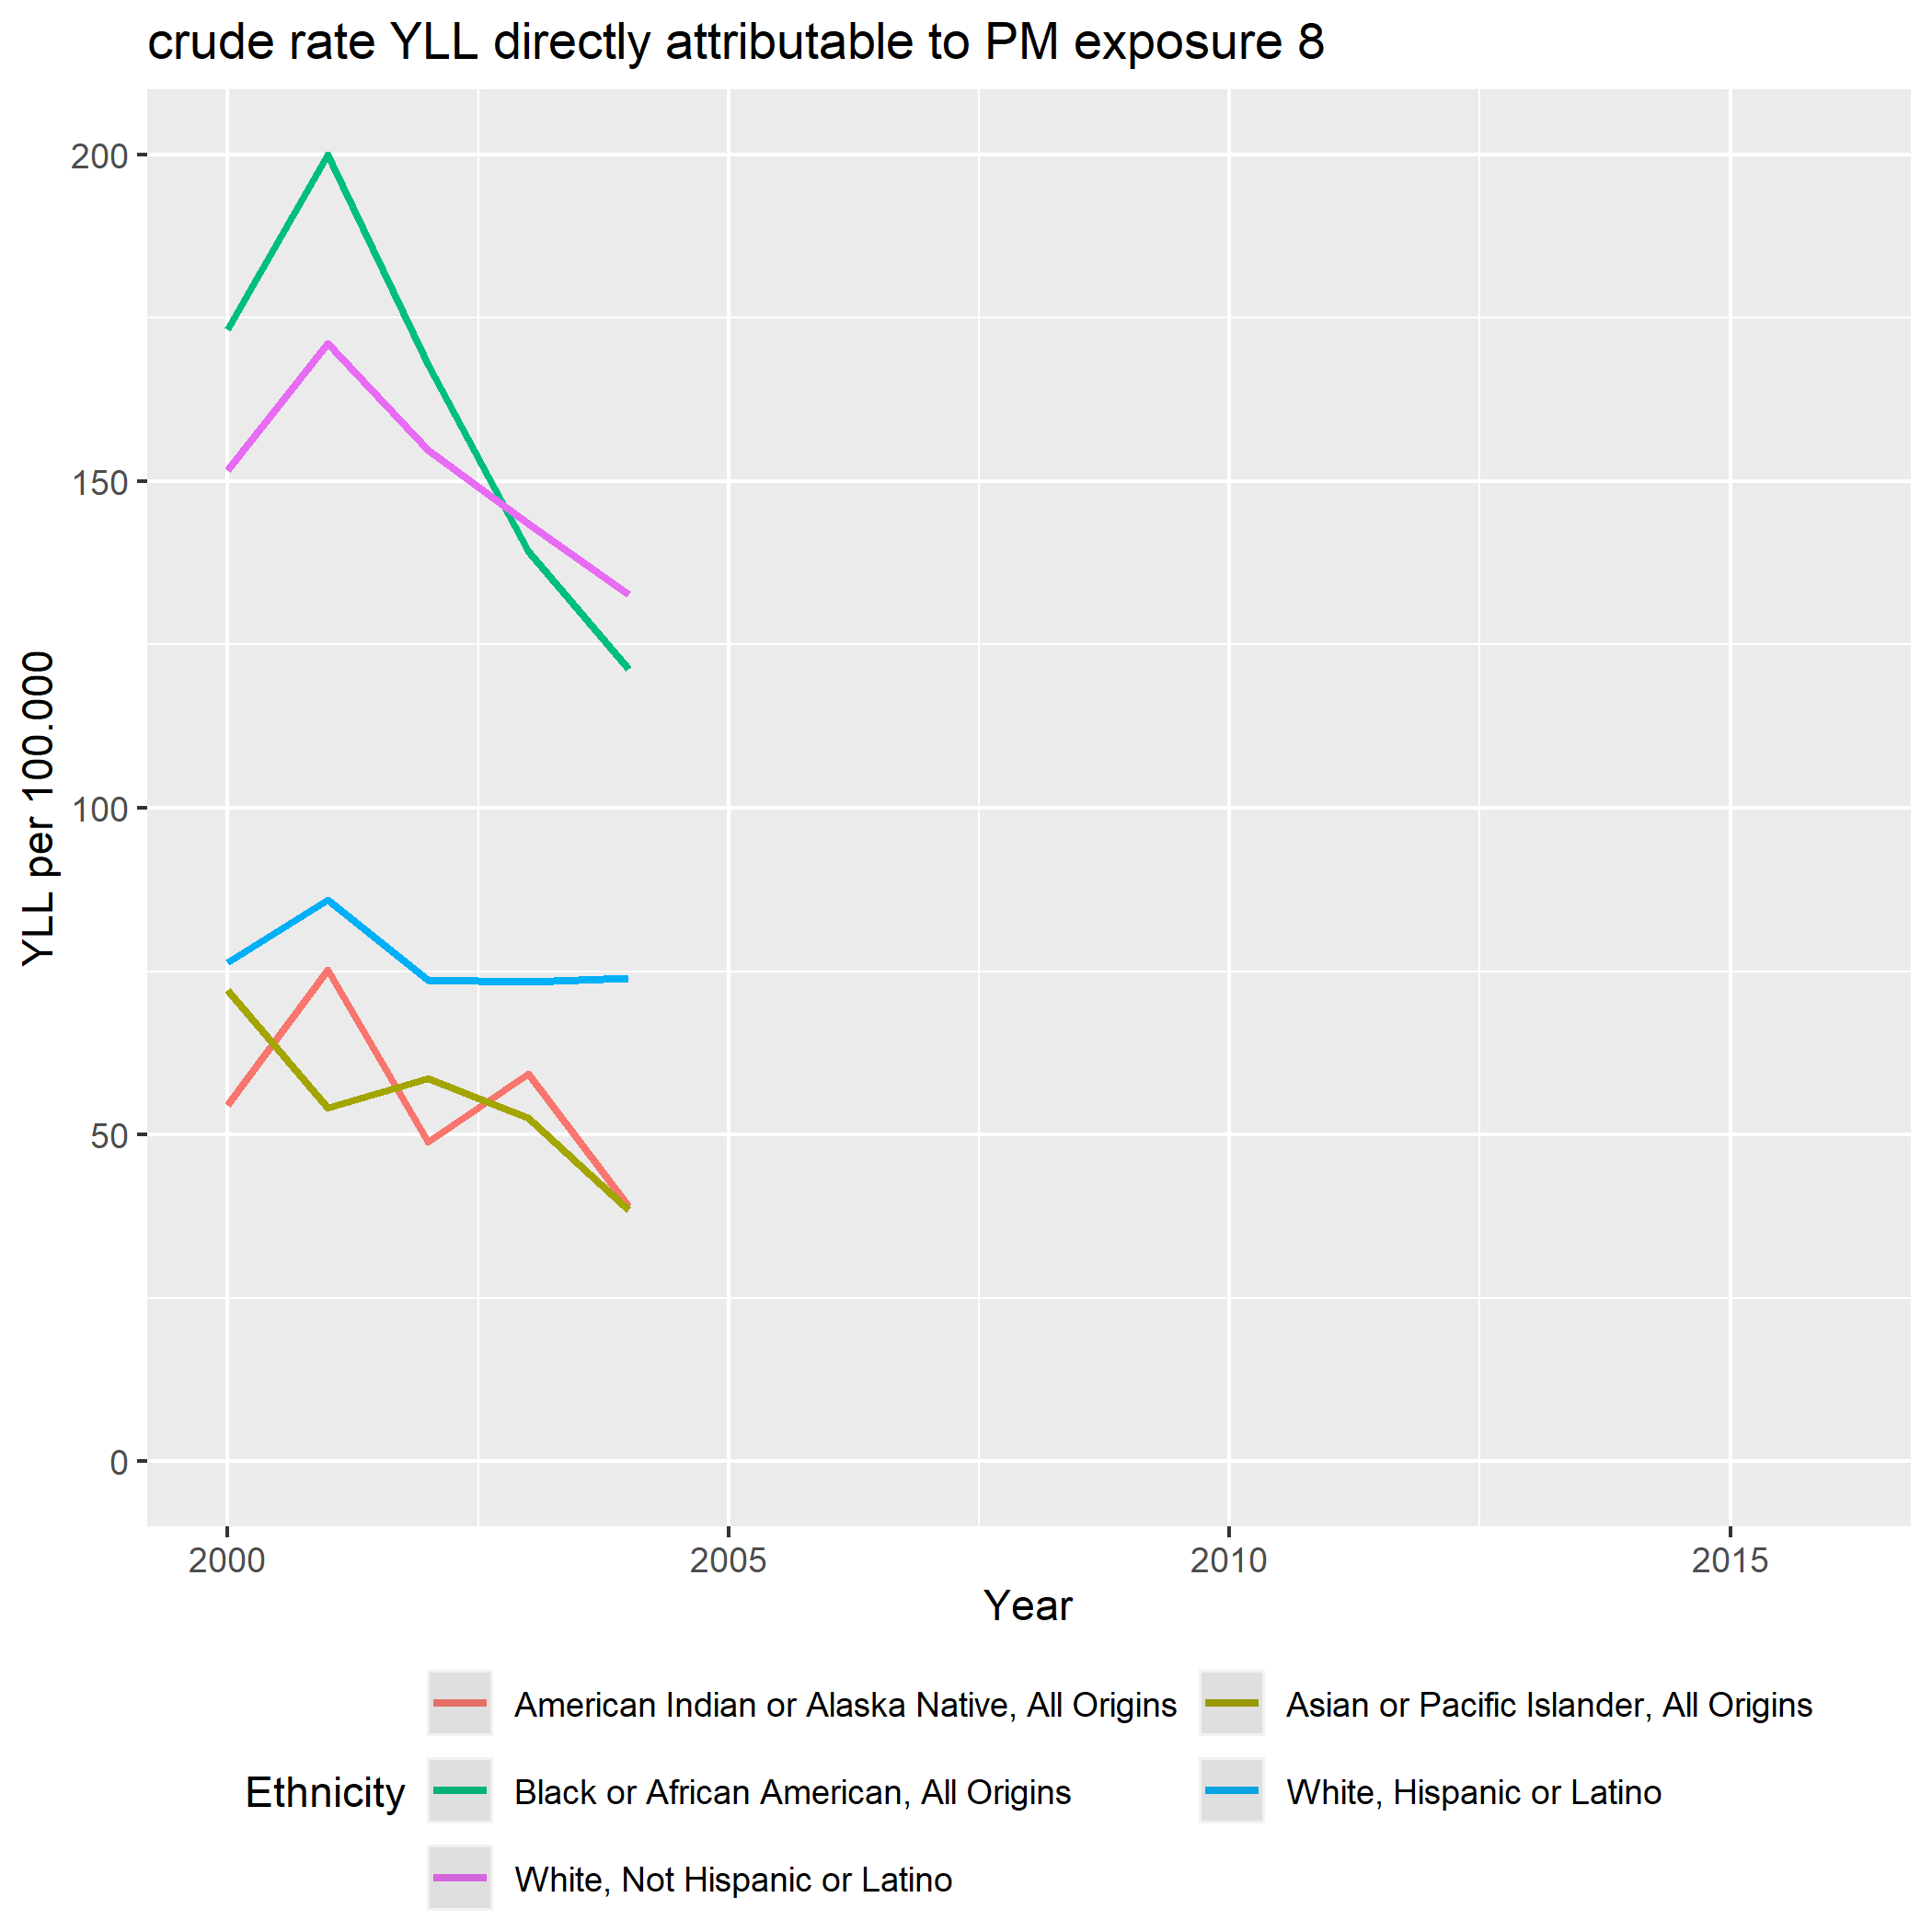 crude rate YLL directly attributable to PM exposure 8
YLL per 100.000
200
150
100
50
0
2000 2005 2010 2015
Year
Ethnicity
American Indian or Alaska Native, All Origins
Asian or Pacific Islander, All Origins
Black or African American, All Origins
White, Hispanic or Latino
White, Not Hispanic or Latino